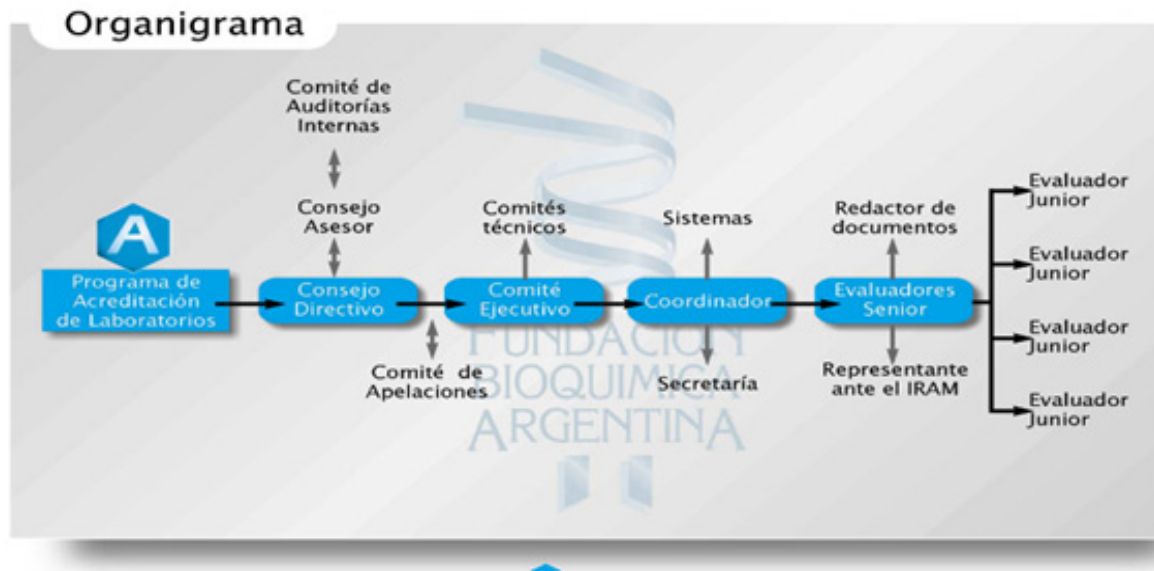 Organigrama
Comité de
Auditorías
Internas
Consejo
Asesor
Comités
técnicos
Sistemas
Redactor de
documentos
A
Programa de
Acreditación
de Laboratorios
Consejo
Directivo
Comité
Ejecutivo
Coordinador
Evaluadores
Senior
Comité de
Apelaciones
Secretaría
Representante
ante el IRAM
Evaluador
Junior
Evaluador
Junior
Evaluador
Junior
Evaluador
Junior
FUNDACION
BIOQUIMICA
ARGENTINA